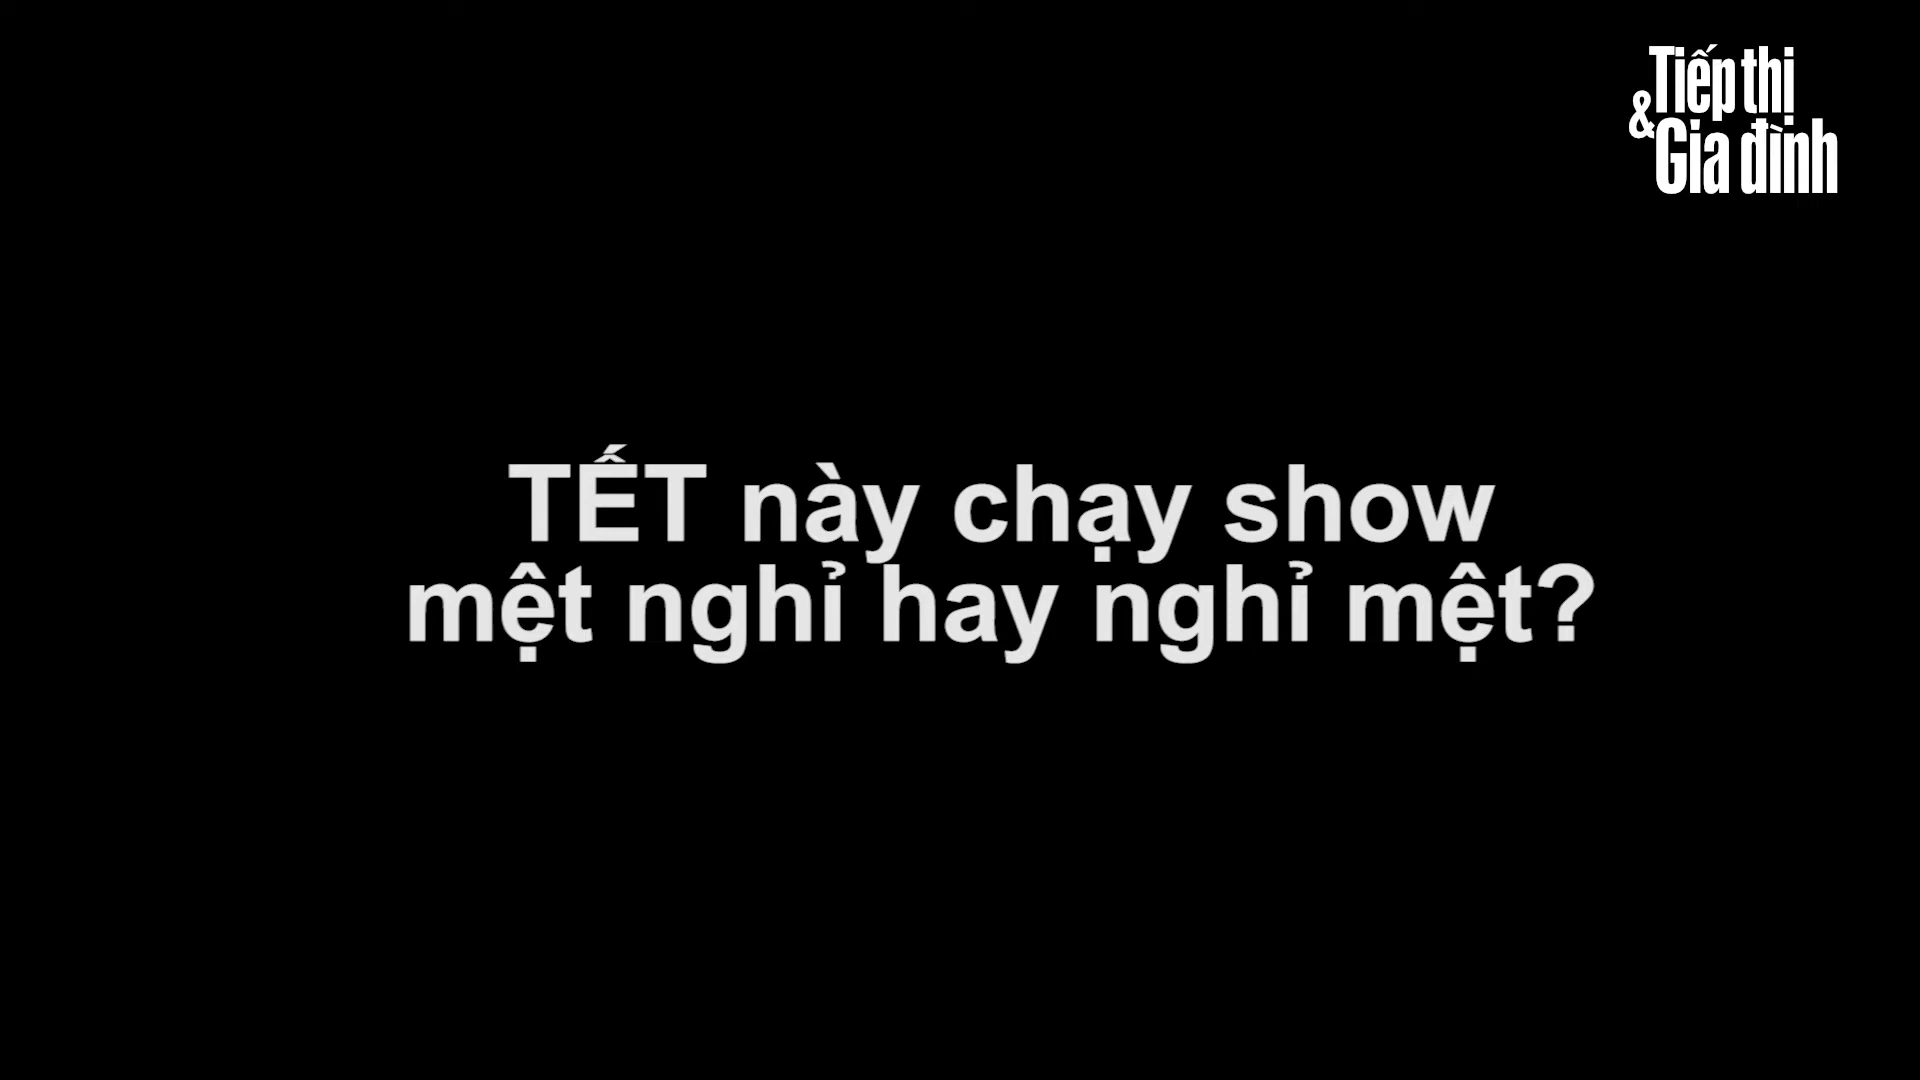 Tiếp thị
& Gia đình
TẾT này chạy show
mệt nghỉ hay nghỉ mệt?